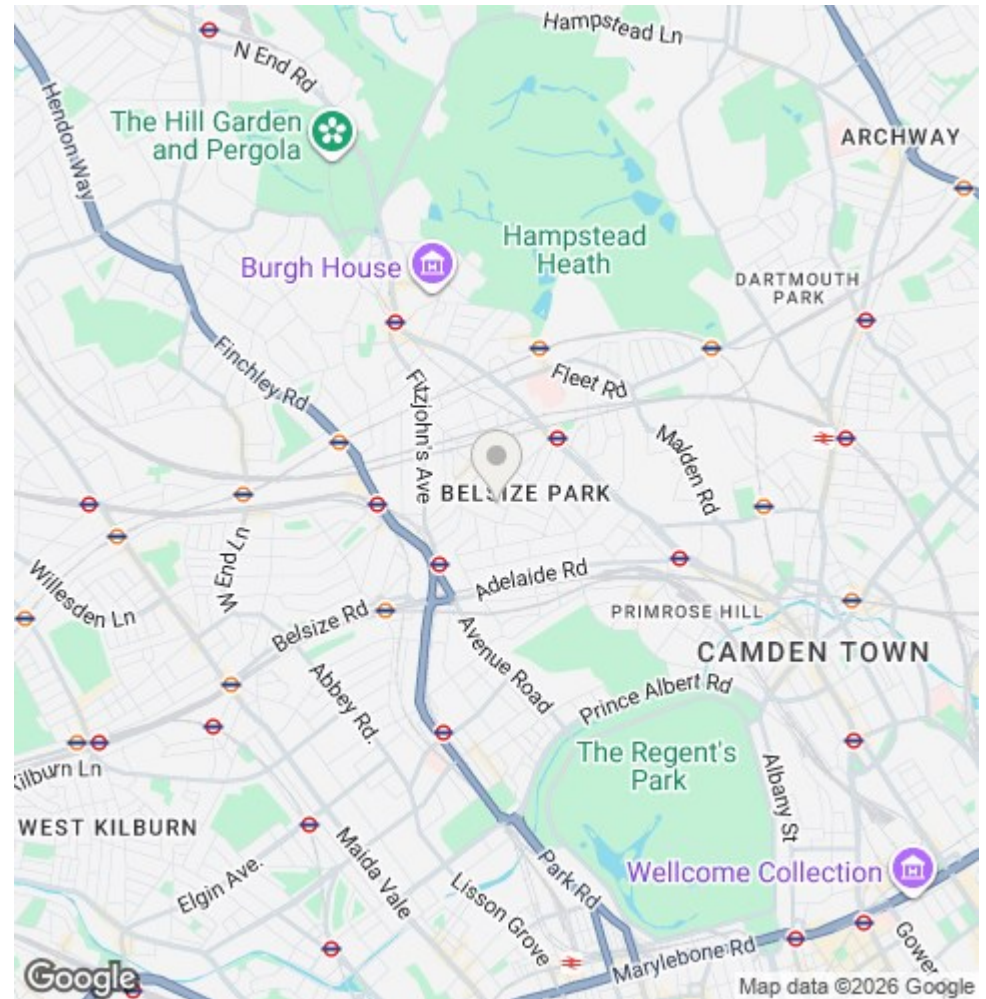 Hampstead Ln
N End Rd
Hendon Way
The Hill Garden
and Pergola
ARCHWAY
Hampstead
Heath
Burgh House
DARTMOUTH
PARK
Finchley Rd
Fitzjohn's Ave
Fleet Rd
Malden Rd
BELSIZE PARK
W End Ln
Willesden Ln
Adelaide Rd
Belsize Rd
PRIMROSE HILL
Avenue Road
CAMDEN TOWN
Abbey Rd.
Prince Albert Rd
The Regent's
Park
Albany St
Kilburn Ln
WEST KILBURN
Maida Vale
Park Rd
Wellcome Collection
Elgin Ave.
Lisson Grove
Marylebone Rd
Gower
Google
Map data ©2026 Google